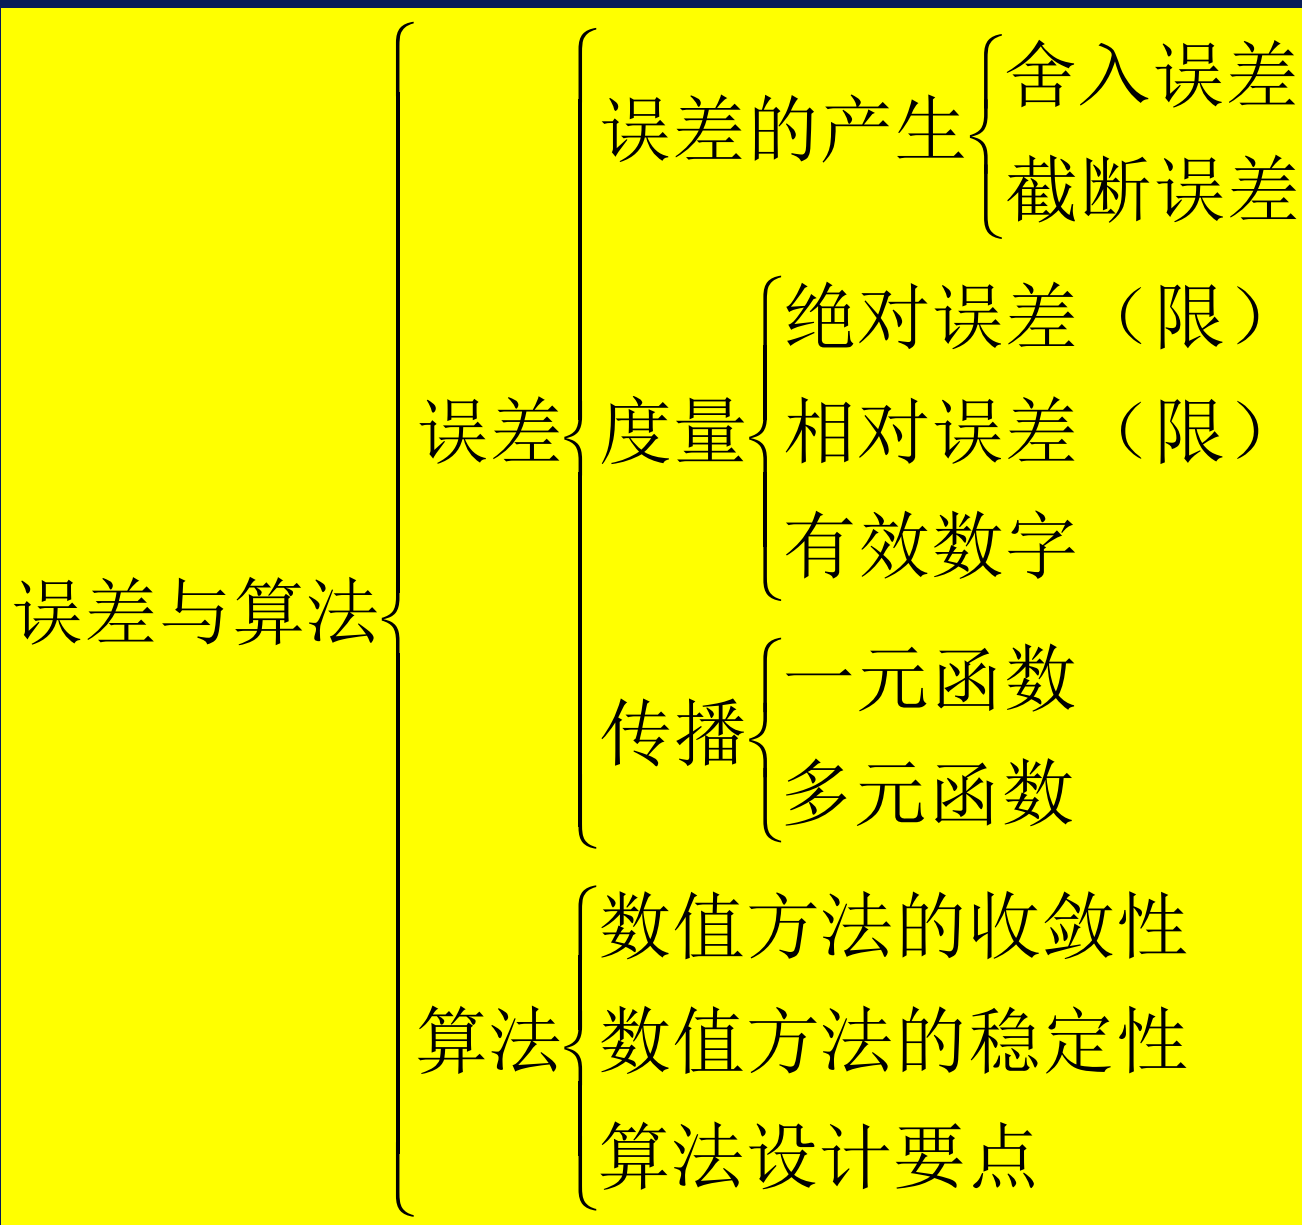 误差与算法
误差
误差的产生
舍入误差
截断误差
度量
绝对误差（限）
相对误差（限）
有效数字
传播
一元函数
多元函数
算法
数值方法的收敛性
数值方法的稳定性
算法设计要点